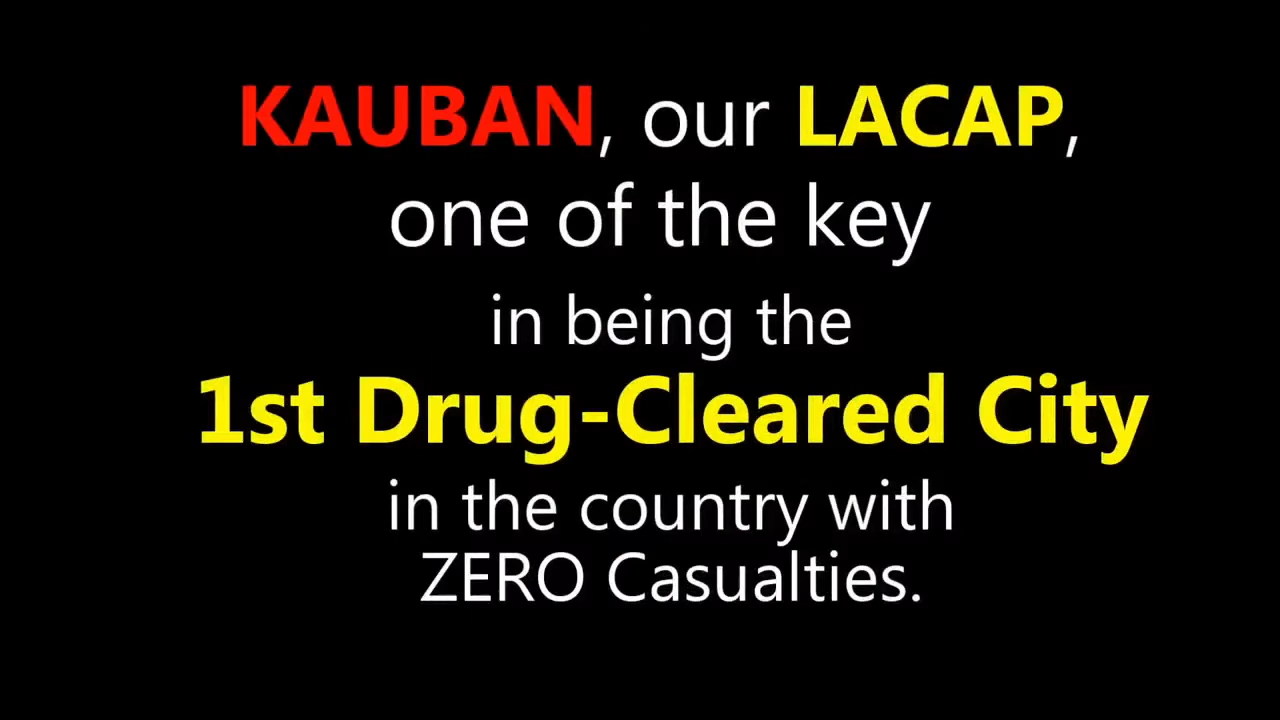 KAUBAN, our LACAP,
one of the key
in being the
1st Drug-Cleared City
in the country with
ZERO Casualties.